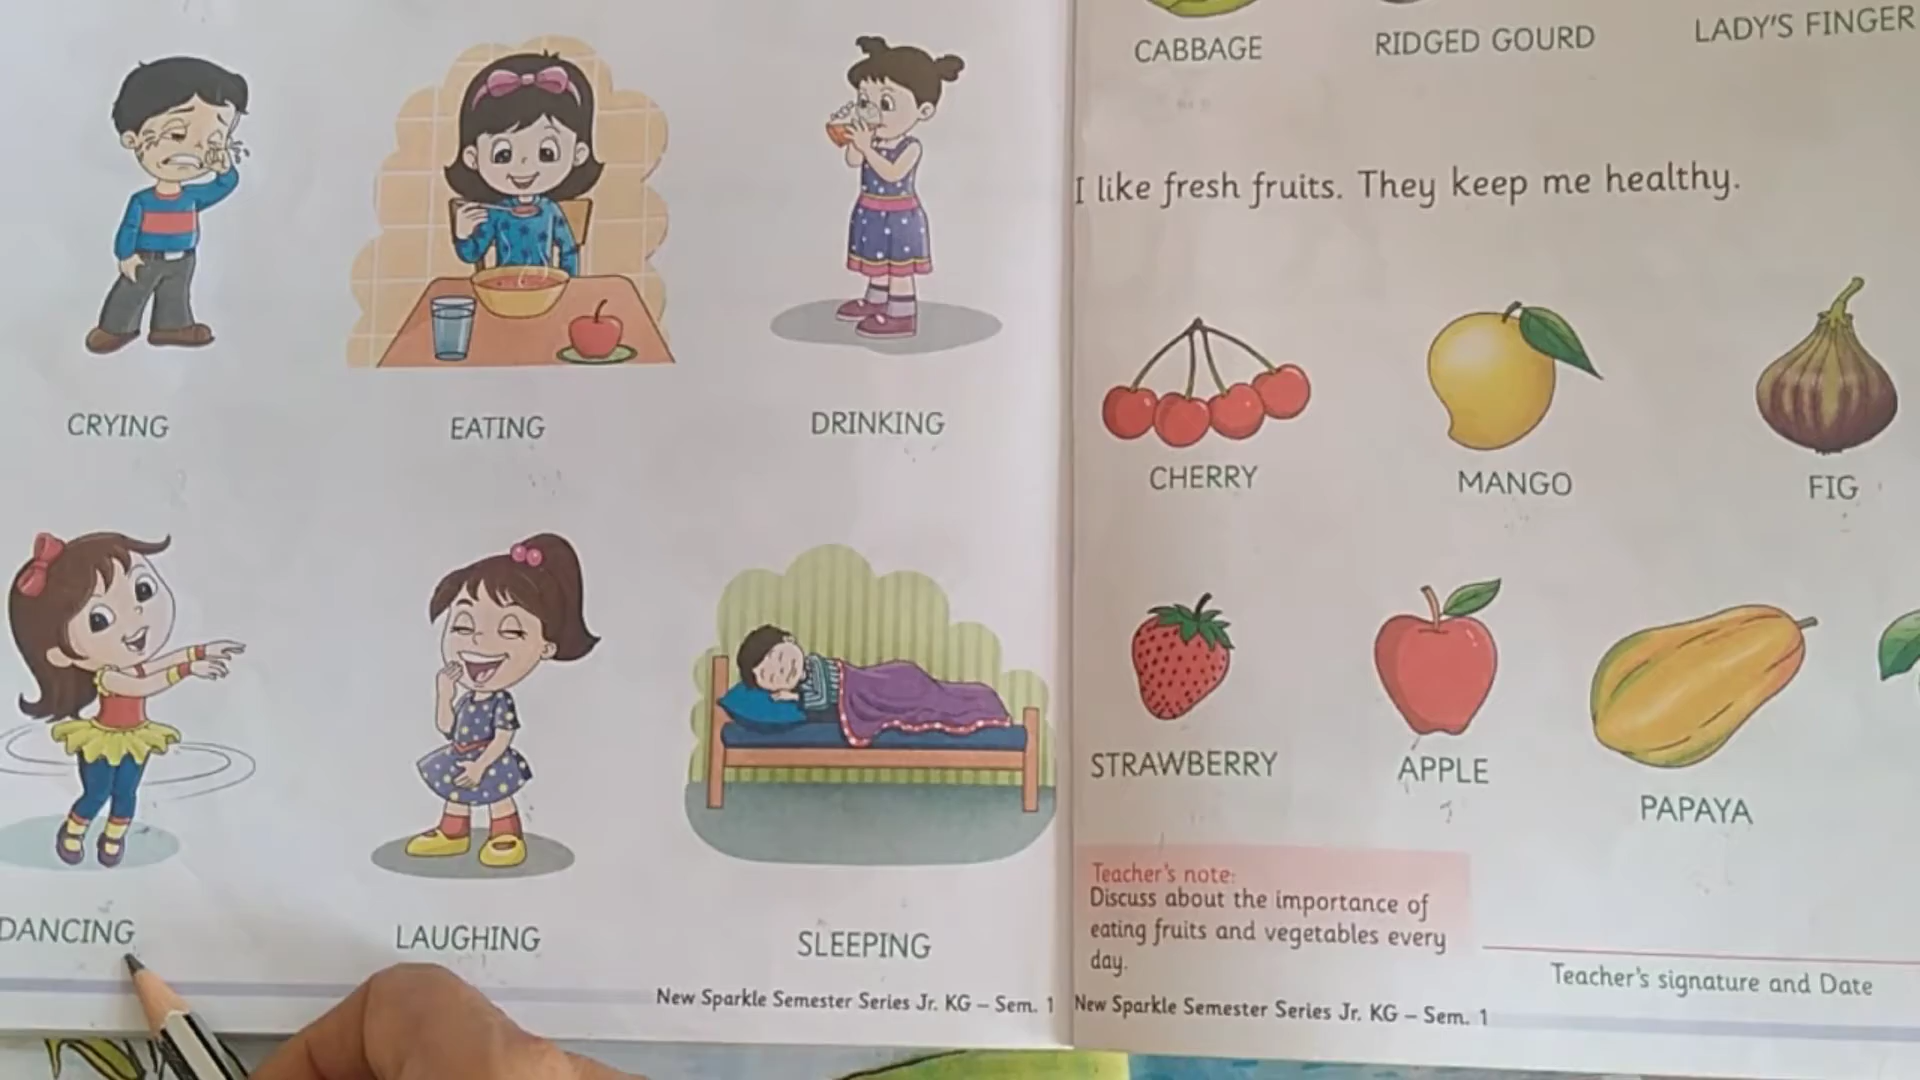 CRYING
EATING
DRINKING
DANCING
LAUGHING
SLEEPING
New Sparkle Semester Series Jr. KG – Sem. 1
CABBAGE
RIDGED GOURD
LADY'S FINGER
I like fresh fruits. They keep me healthy.
CHERRY
MANGO
FIG
STRAWBERRY
APPLE
PAPAYA
Teacher's note:
Discuss about the importance of
eating fruits and vegetables every
day.
Teacher's signature and Date
New Sparkle Semester Series Jr. KG – Sem. 1